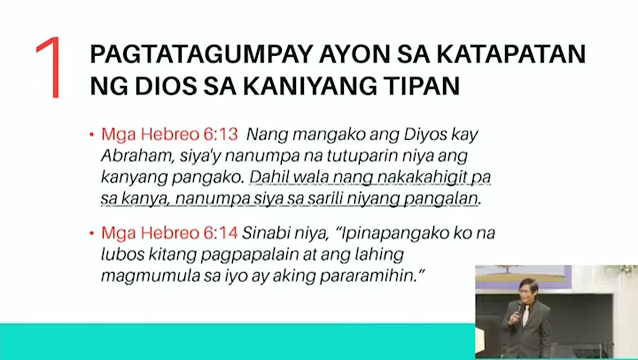 1 PAGTATAGUMPAY AYON SA KATAPATAN
NG DIOS SA KANIYANG TIPAN
• Mga Hebreo 6:13 Nang mangako ang Diyos kay
Abraham, siya'y nanumpa na tutuparin niya ang
kanyang pangako. Dahil wala nang nakakahigit pa
sa kanya, nanumpa siya sa sarili niyang pangalan.
• Mga Hebreo 6:14 Sinabi niya, “Ipinapangako ko na
lubos kitang pagpapalain at ang lahing
magmumula sa iyo ay aking pararamihin.”